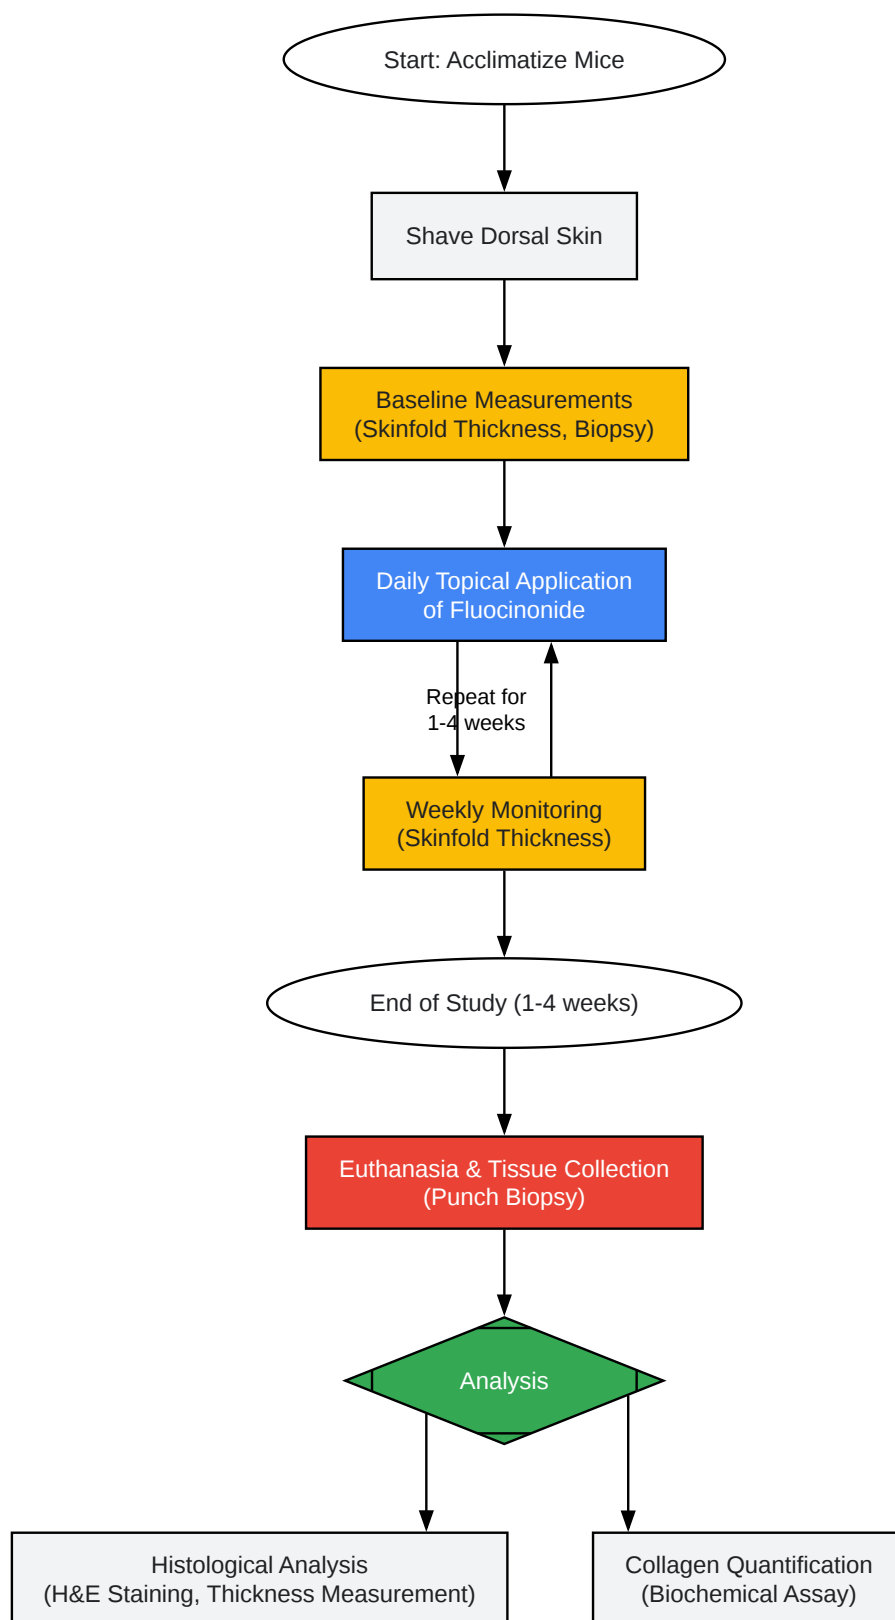 Start: Acclimatize Mice
Shave Dorsal Skin
Baseline Measurements
(Skinfold Thickness, Biopsy)
Daily Topical Application
of Fluocinonide
Repeat for
1-4 weeks
Weekly Monitoring
(Skinfold Thickness)
End of Study (1-4 weeks)
Euthanasia & Tissue Collection
(Punch Biopsy)
Analysis
Histological Analysis
(H&E Staining, Thickness Measurement)
Collagen Quantification
(Biochemical Assay)